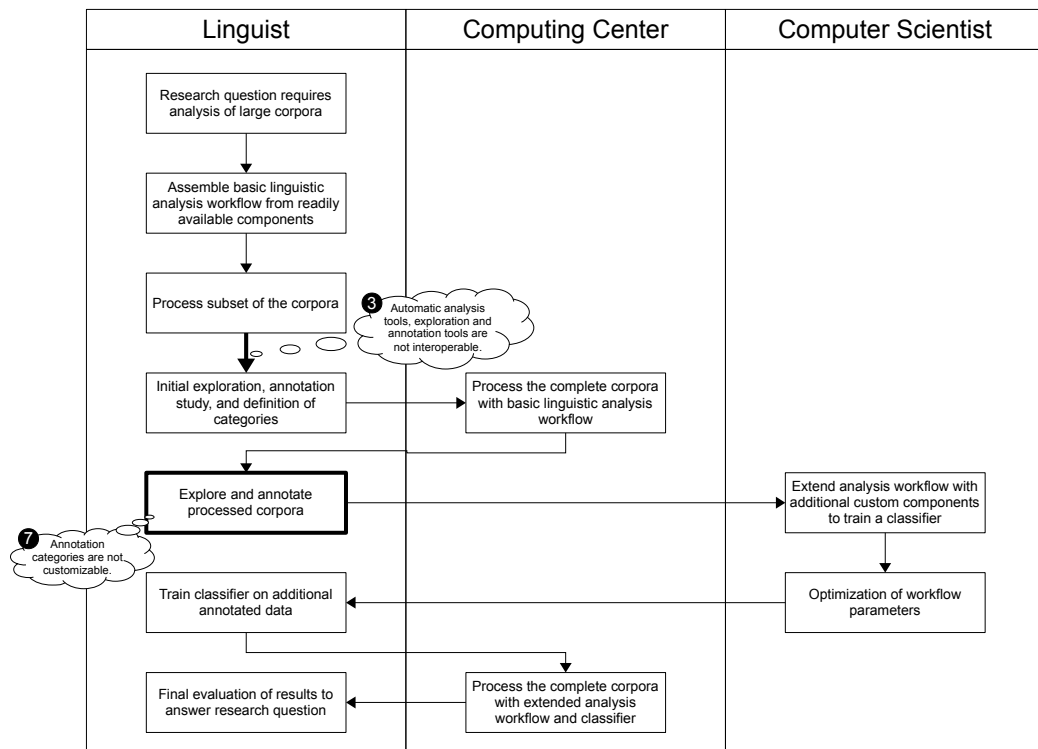 Linguist
Computing Center
Computer Scientist
Research question requires
analysis of large corpora
Assemble basic linguistic
analysis workflow from readily
available components
Process subset of the corpora
3
Automatic analysis
tools, exploration and
annotation tools are
not interoperable.
Initial exploration, annotation
study, and definition of
categories
Process the complete corpora
with basic linguistic analysis
workflow
Explore and annotate
processed corpora
Extend analysis workflow with
additional custom components
to train a classifier
7
Annotation
categories are not
customizable.
Train classifier on additional
annotated data
Optimization of workflow
parameters
Final evaluation of results to
answer research question
Process the complete corpora
with extended analysis
workflow and classifier